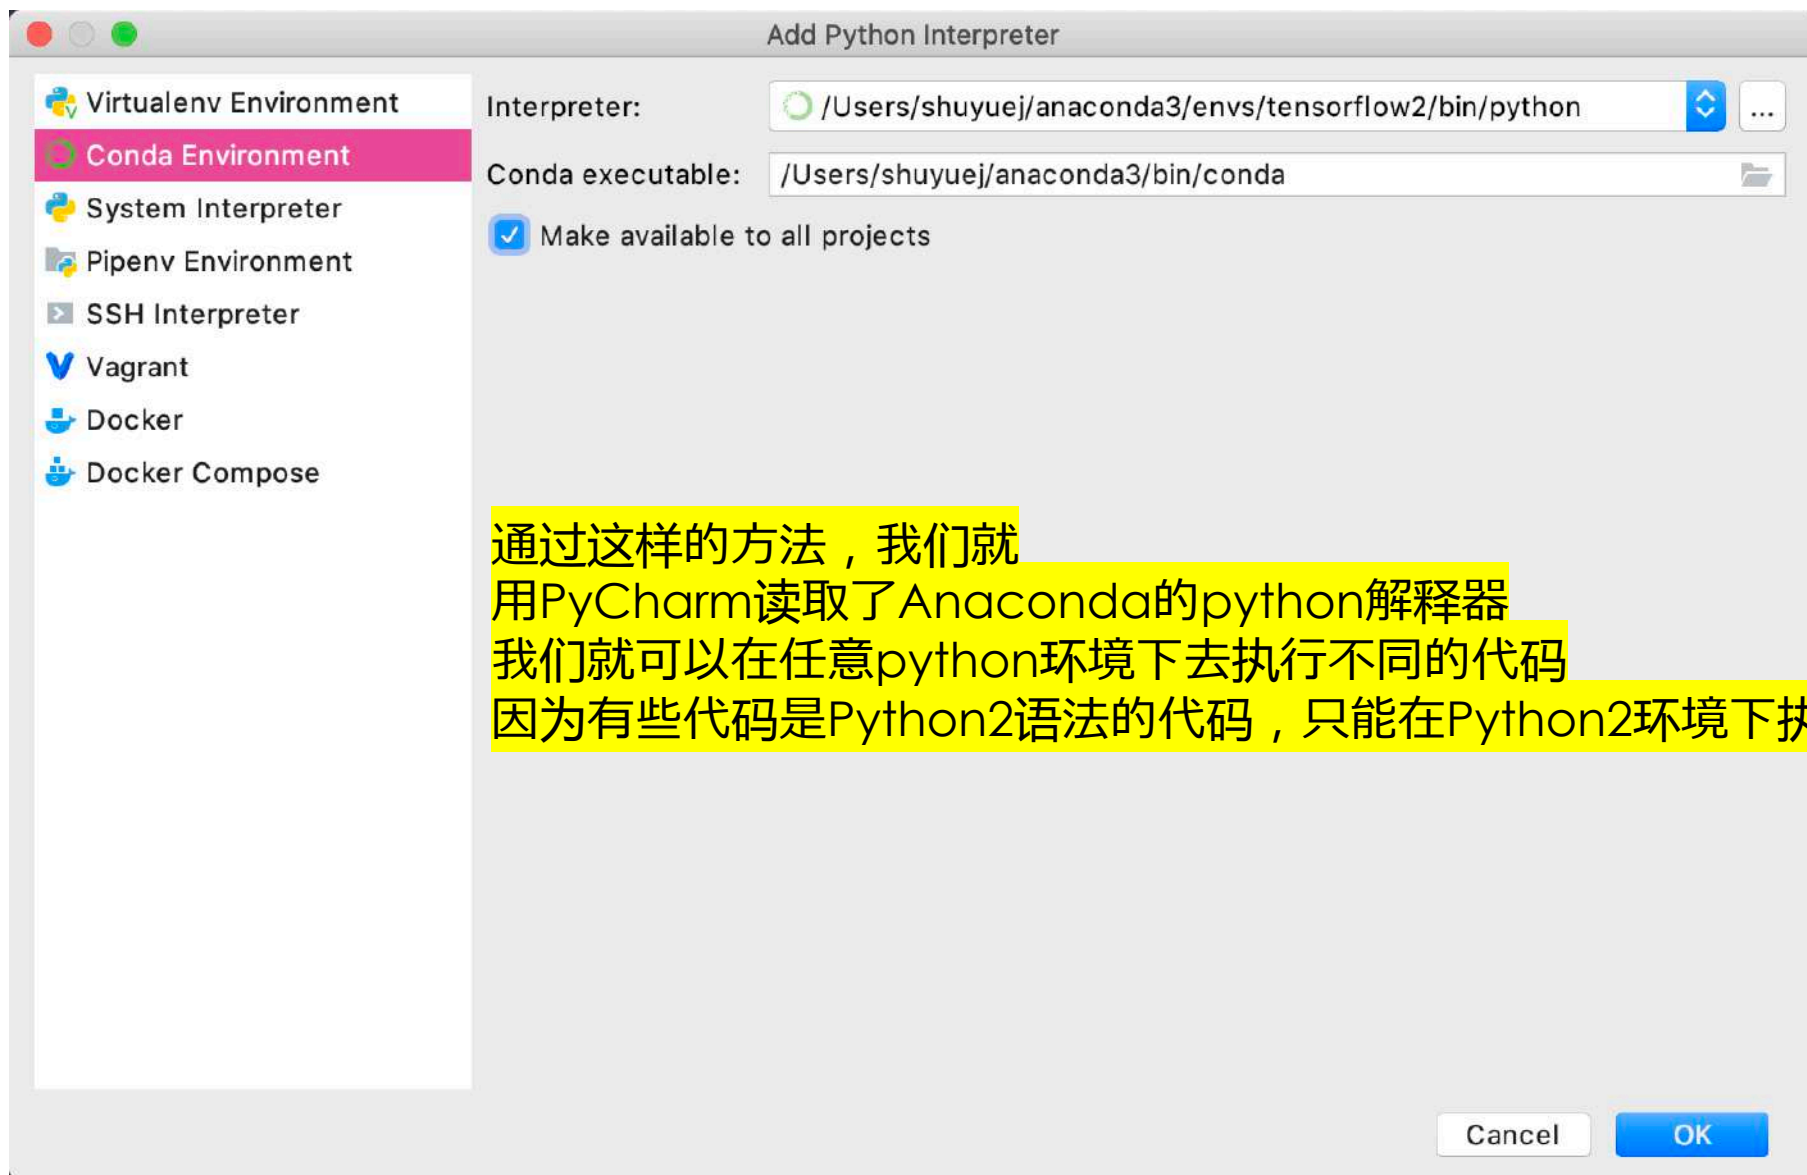 Add Python Interpreter
Virtualenv Environment
Conda Environment
System Interpreter
Pipenv Environment
SSH Interpreter
Vagrant
Docker
Docker Compose
Interpreter: /Users/shuyuej/anaconda3/envs/tensorflow2/bin/python ...
Conda executable: /Users/shuyuej/anaconda3/bin/conda
Make available to all projects
通过这样的方法，我们就
用PyCharm读取了Anaconda的python解释器
我们就可以在任意python环境下去执行不同的代码
因为有些代码是Python2语法的代码，只能在Python2环境下
Cancel OK